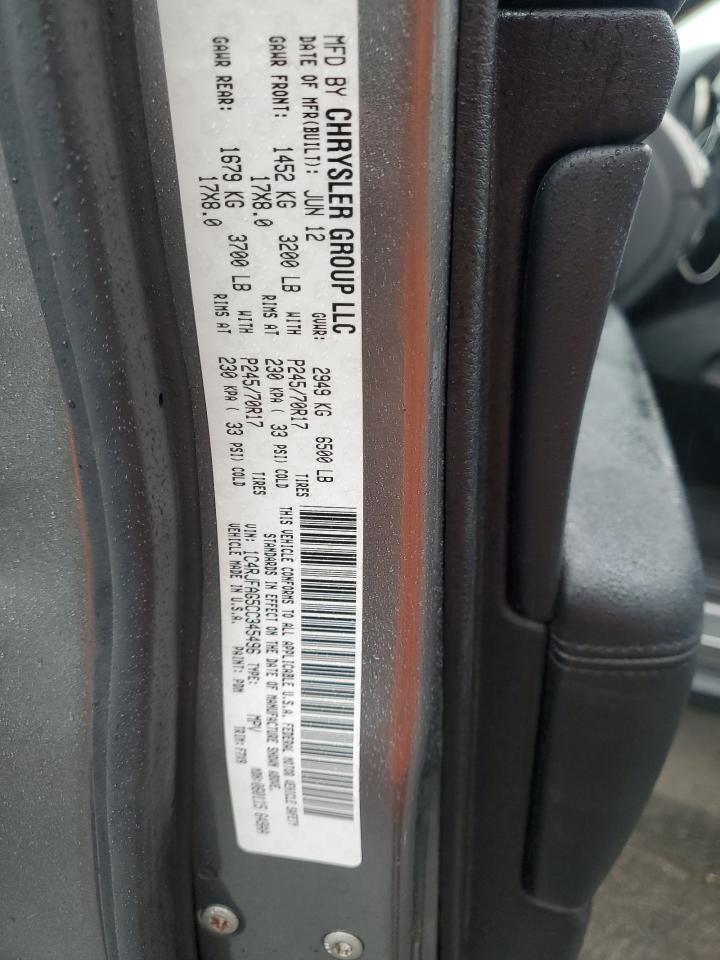 MFD BY CHRYSLER GROUP LLC
DATE OF MFR(BUILT): JUN 12 GVWR: 2949 KG 6500 LB
GAWR FRONT: 1452 KG 3200 LB WITH P245/70R17 TIRES
17X8.0 RIMS AT 230 KPA ( 33 PSI) COLD
GAWR REAR: 1679 KG 3700 LB WITH P245/70R17 TIRES
17X8.0 RIMS AT 230 KPA ( 33 PSI) COLD
THIS VEHICLE CONFORMS TO ALL APPLICABLE U.S.A. FEDERAL MOTOR VEHICLE SAFETY
STANDARDS IN EFFECT ON THE DATE OF MANUFACTURE SHOWN ABOVE.
VIN: 1C4RJFAG5CC345496 TYPE: MPV
VEHICLE MADE IN U.S.A. PAINT: PDM TRIM: